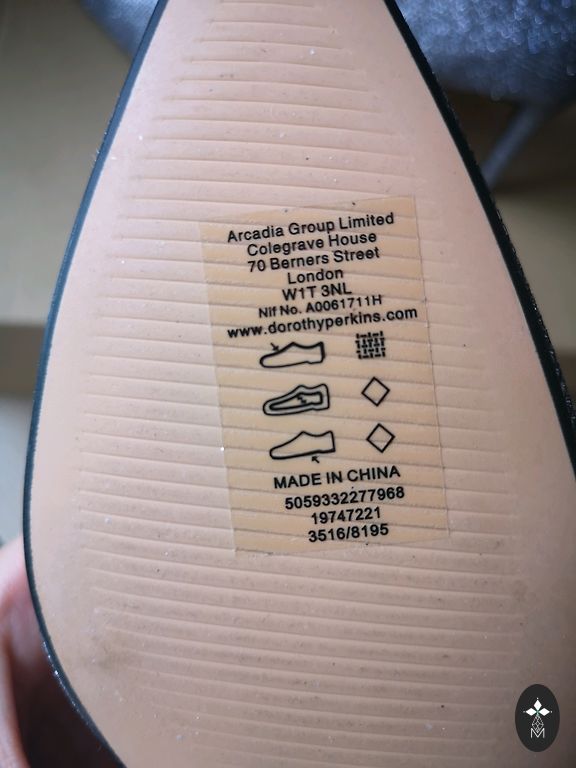 Arcadia Group Limited
Colegrave House
70 Berners Street
London
W1T 3NL
Nif No. A0061711H
www.dorothyperkins.com
MADE IN CHINA
5059332277968
19747221
3516/8195
M